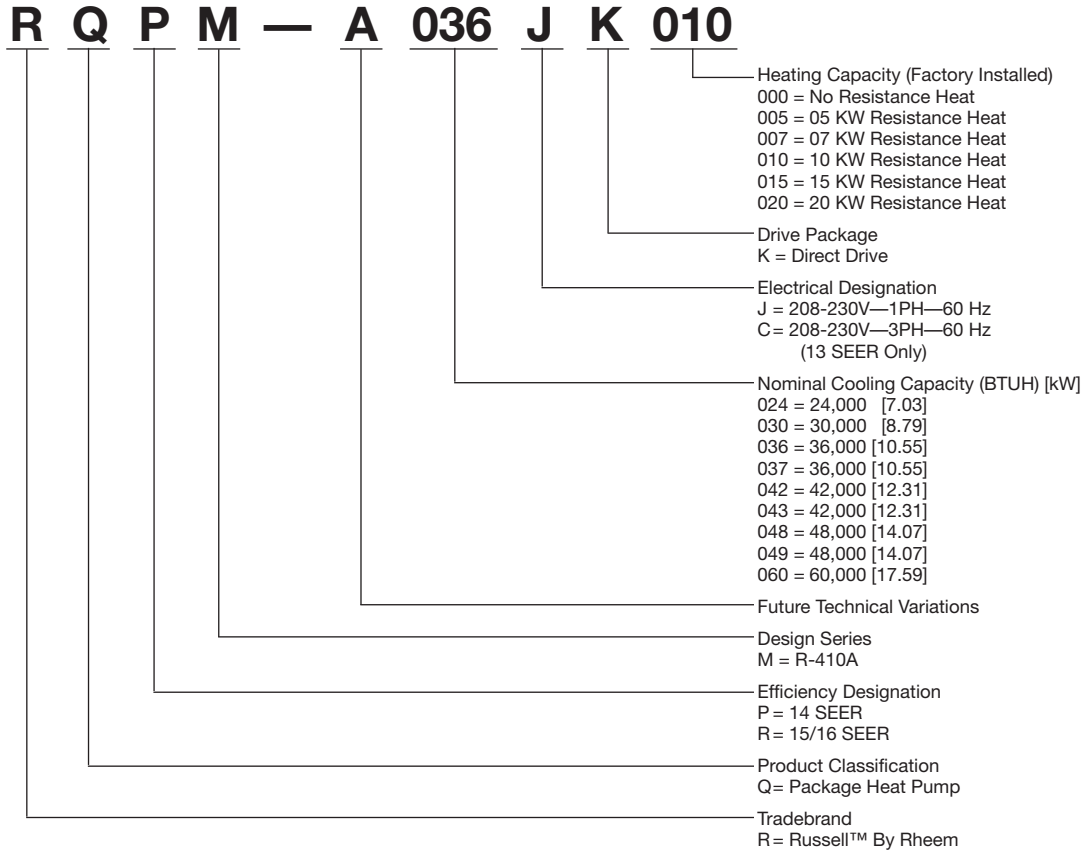 R Q P M — A 036 J K 010
Heating Capacity (Factory Installed)
000 = No Resistance Heat
005 = 05 KW Resistance Heat
007 = 07 KW Resistance Heat
010 = 10 KW Resistance Heat
015 = 15 KW Resistance Heat
020 = 20 KW Resistance Heat
Drive Package
K = Direct Drive
Electrical Designation
J = 208-230V—1PH—60 Hz
C = 208-230V—3PH—60 Hz
(13 SEER Only)
Nominal Cooling Capacity (BTUH) [kW]
024 = 24,000 [7.03]
030 = 30,000 [8.79]
036 = 36,000 [10.55]
037 = 36,000 [10.55]
042 = 42,000 [12.31]
043 = 42,000 [12.31]
048 = 48,000 [14.07]
049 = 48,000 [14.07]
060 = 60,000 [17.59]
Future Technical Variations
Design Series
M = R-410A
Efficiency Designation
P = 14 SEER
R = 15/16 SEER
Product Classification
Q= Package Heat Pump
Tradebrand
R = Russell™ By Rheem